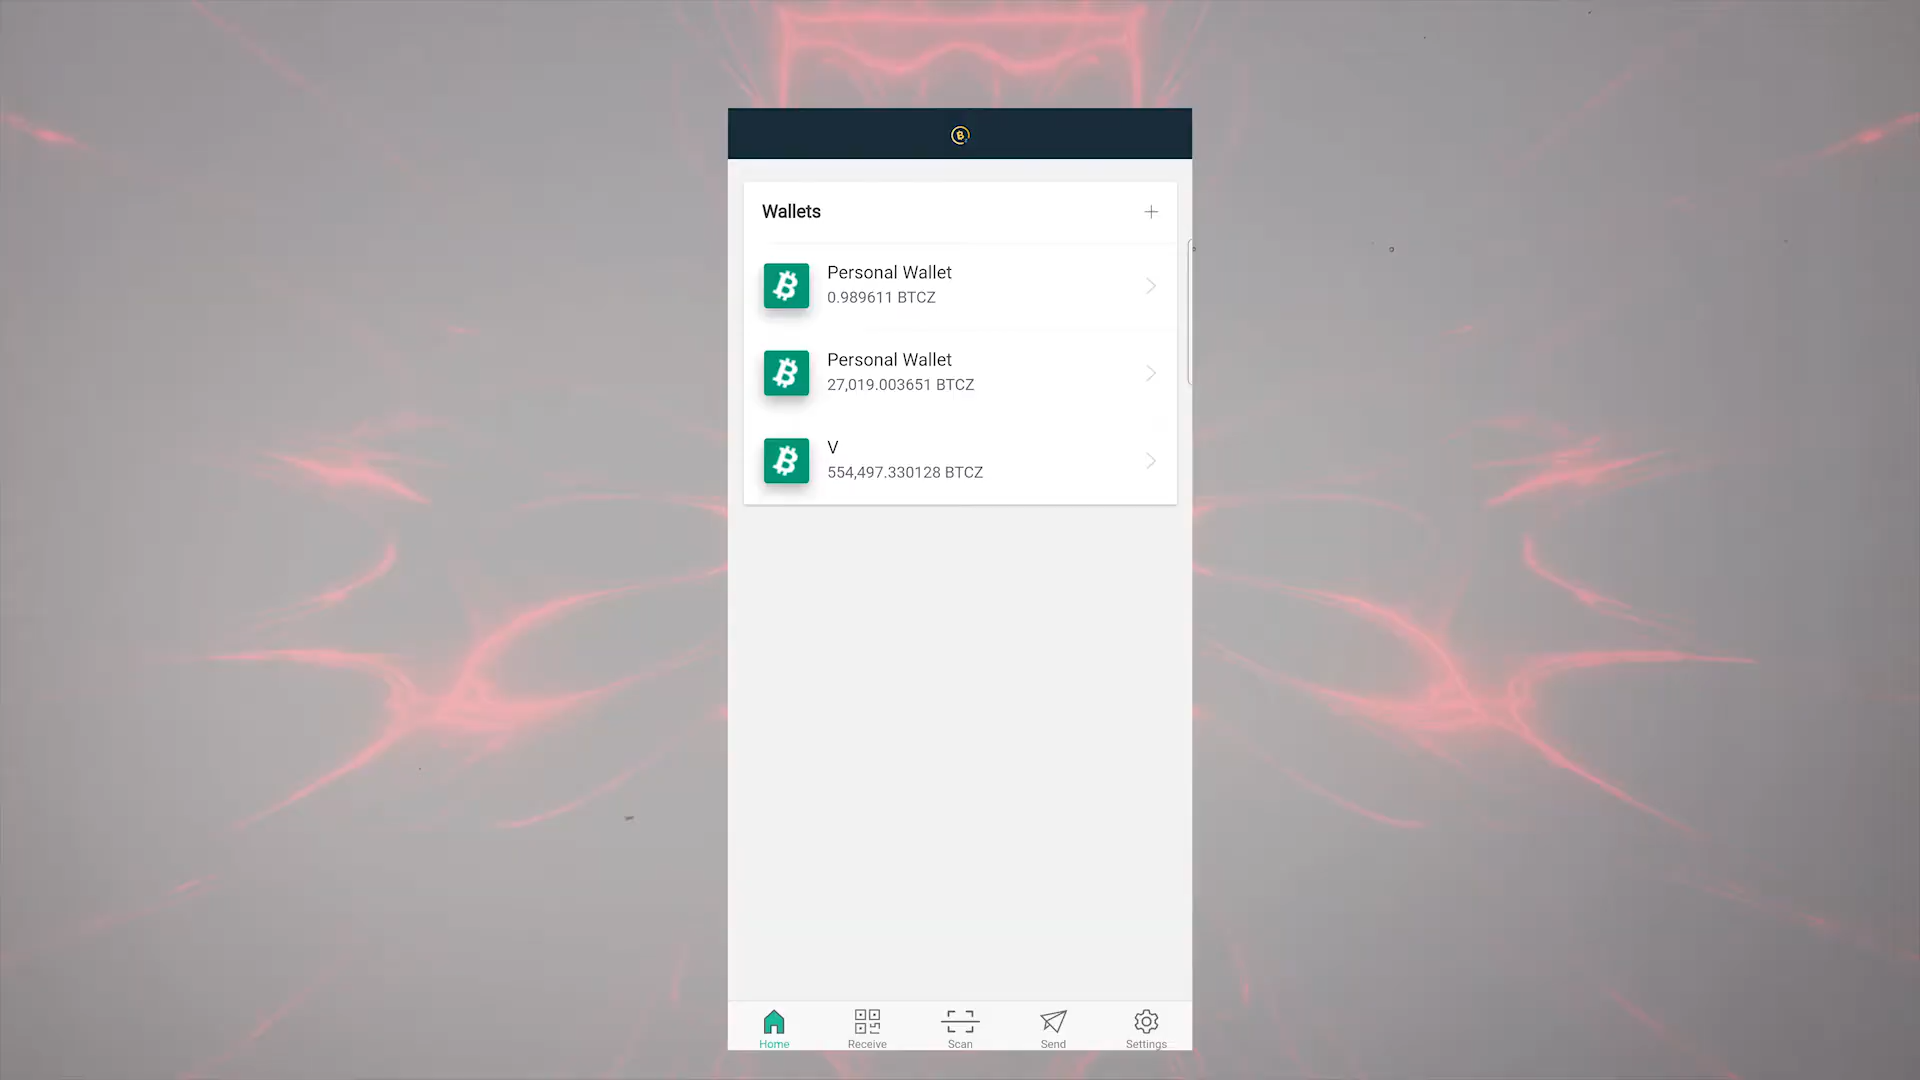 Wallets
Personal Wallet
0.989611 BTCZ
Personal Wallet
27,019.003651 BTCZ
V
554,497.330128 BTCZ
Home
Receive
Scan
Send
Settings